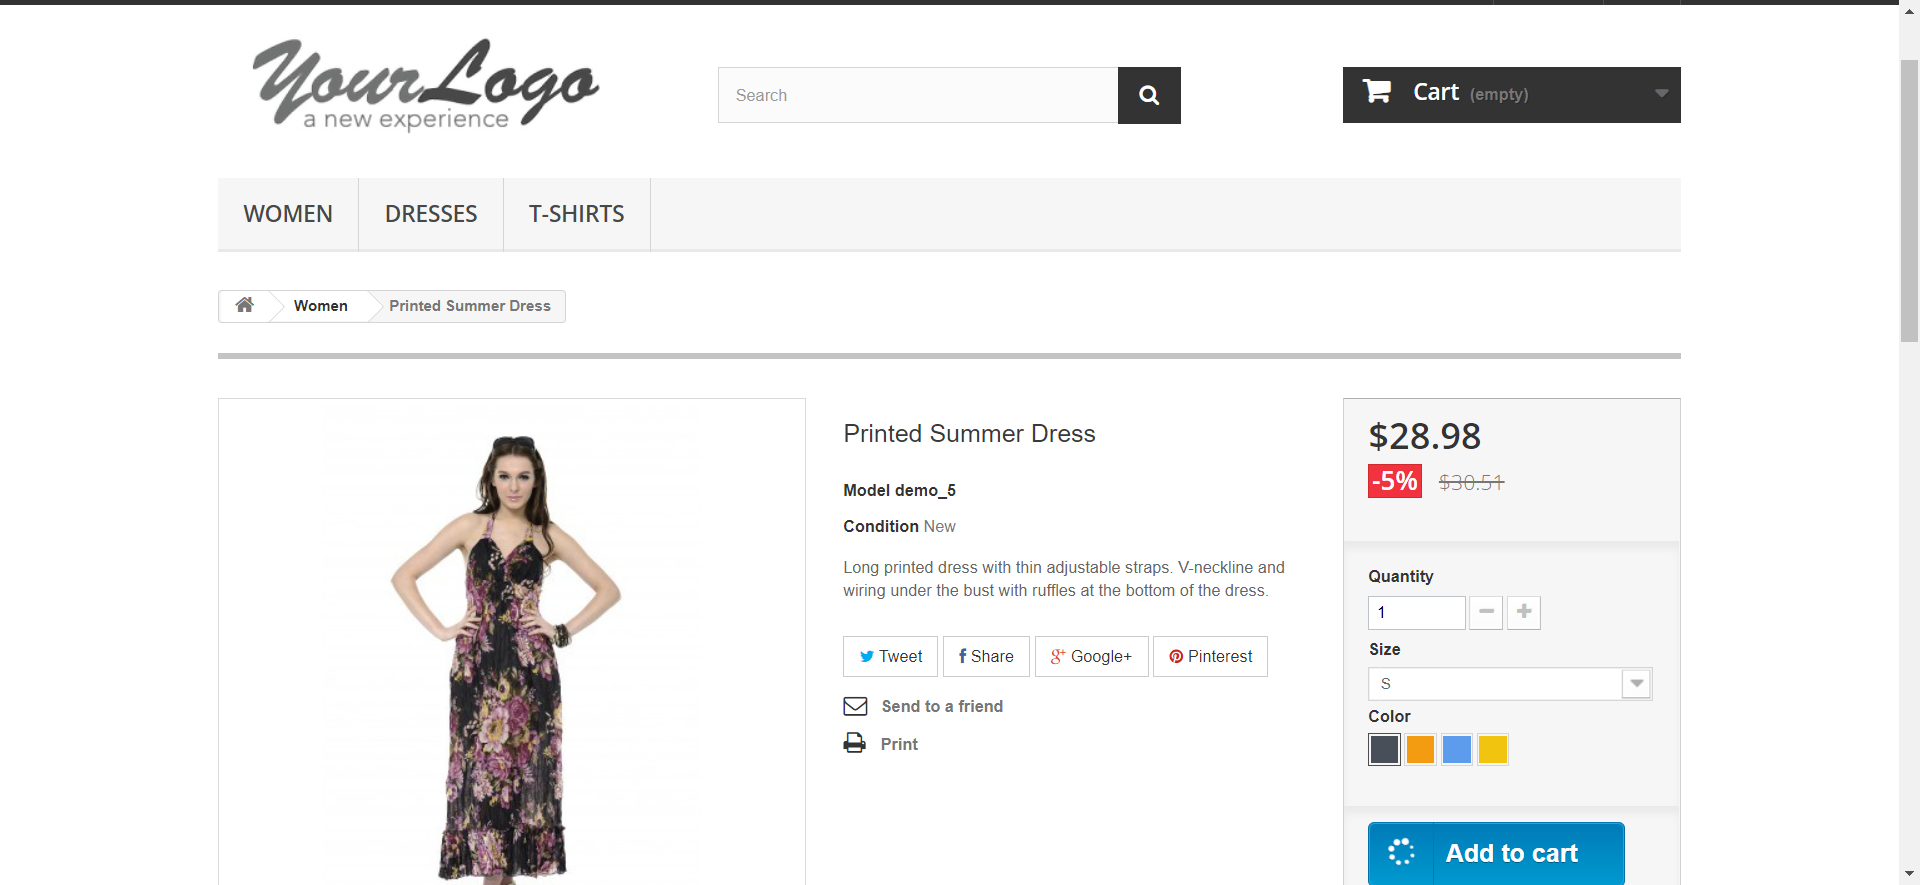 YourLogo
a new experience
Search
Cart (empty)
WOMEN
DRESSES
T-SHIRTS
Women
Printed Summer Dress
Printed Summer Dress
Model demo_5
Condition New
Long printed dress with thin adjustable straps. V-neckline and
wiring under the bust with ruffles at the bottom of the dress.
Tweet
Share
Google+
Pinterest
Send to a friend
Print
$28.98
-5% $30.51
Quantity
1
Size
S
Color
Add to cart